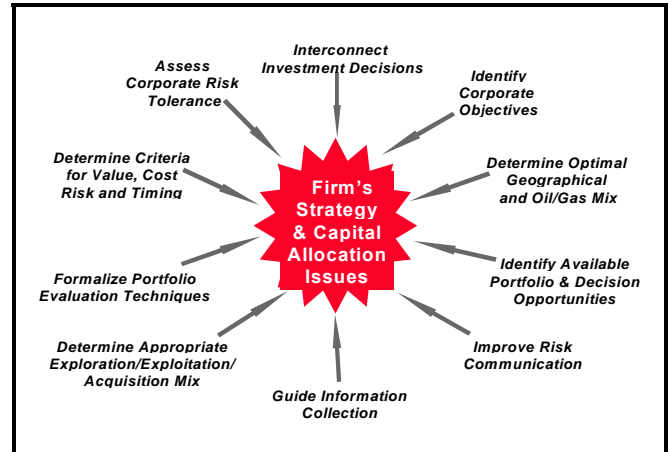 Interconnect
Investment Decisions
Identify
Corporate
Objectives
Determine Optimal
Geographical
and Oil/Gas Mix
Identify Available
Portfolio & Decision
Opportunities
Improve Risk
Communication
Guide Information
Collection
Determine Appropriate
Exploration/Exploitation/
Acquisition Mix
Formalize Portfolio
Evaluation Techniques
Determine Criteria
for Value, Cost
Risk and Timing
Assess
Corporate Risk
Tolerance
Firm's
Strategy
& Capital
Allocation
Issues